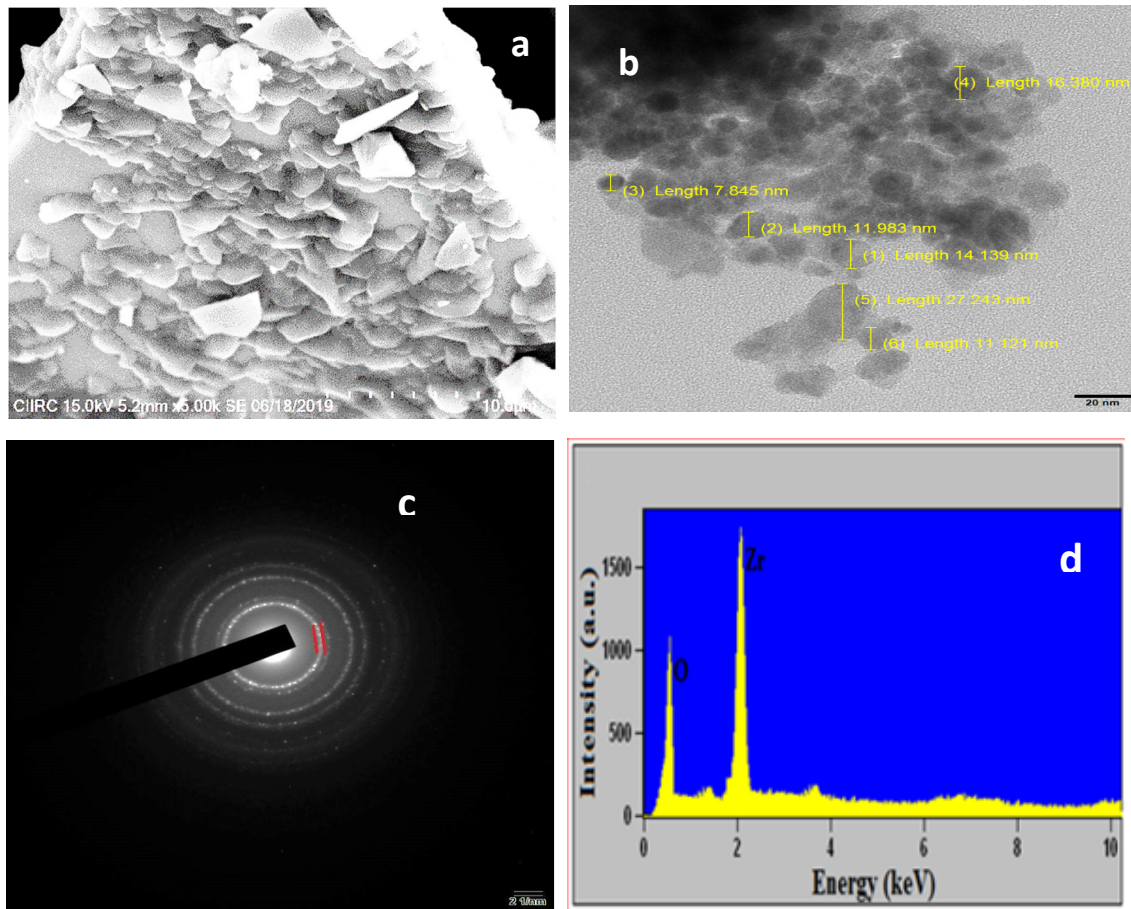 a
CIIRC 15.0kV 5.2mm x5.00k SE 06/18/2019 10.0µm
b
(4) Length 16.380 nm
(3) Length 7.845 nm
(2) Length 11.983 nm
(1) Length 14.139 nm
(5) Length 27.243 nm
(6) Length 11.121 nm
20 nm
c
2 1/nm
d
Intensity (a.u.)
1500
1000
500
0
Zr
O
0 2 4 6 8 10
Energy (keV)